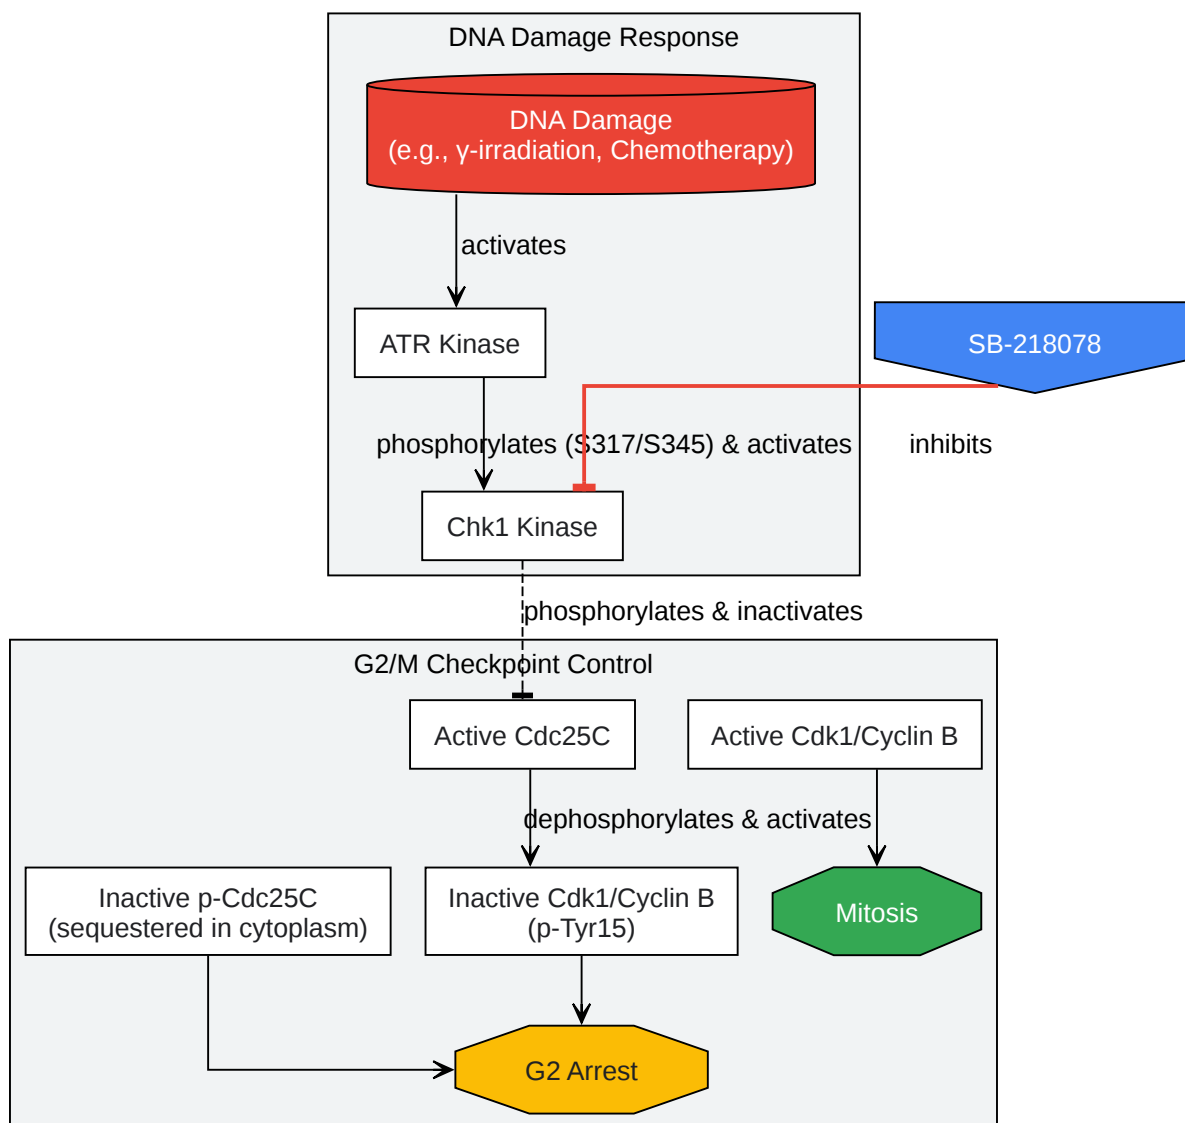 DNA Damage Response
DNA Damage
(e.g., γ-irradiation, Chemotherapy)
activates
ATR Kinase
SB-218078
phosphorylates (S317/S345) & activates
inhibits
Chk1 Kinase
phosphorylates & inactivates
G2/M Checkpoint Control
Active Cdc25C
Active Cdk1/Cyclin B
dephosphorylates & activates
Inactive p-Cdc25C
(sequestered in cytoplasm)
Inactive Cdk1/Cyclin B
(p-Tyr15)
Mitosis
G2 Arrest